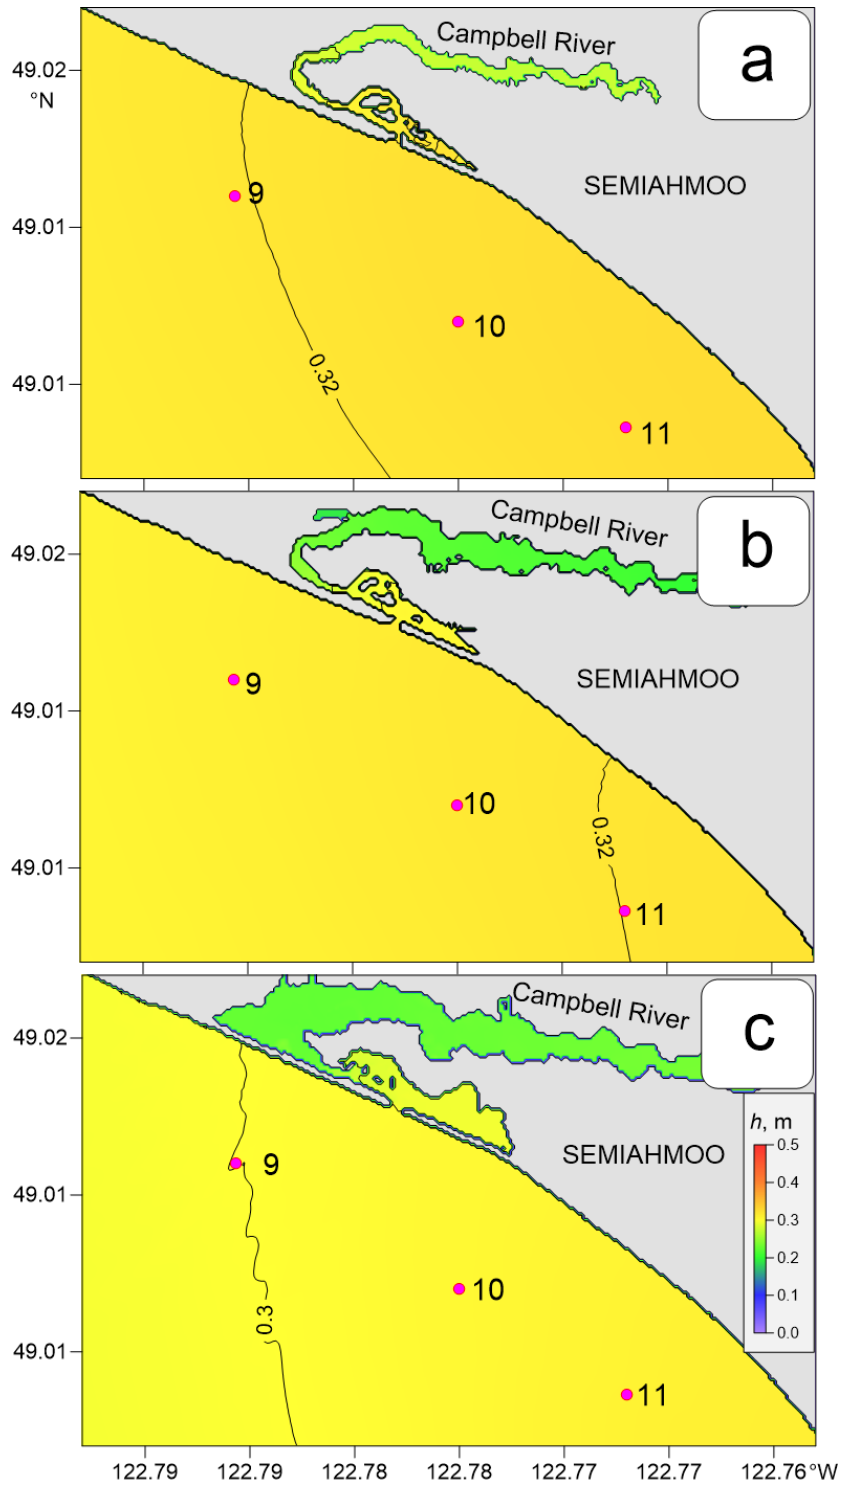 Campbell River
a
49.02
°N
SEMIAHMOO
9
49.01
10
0.32
49.01
11
Campbell River
b
49.02
SEMIAHMOO
9
49.01
10
0.32
49.01
11
Campbell River
c
49.02
h, m
SEMIAHMOO
0.5
9
0.4
49.01
0.3
0.2
10
0.3
0.1
0.0
49.01
11
122.79 122.79 122.78 122.78 122.77 122.77 122.76 °W